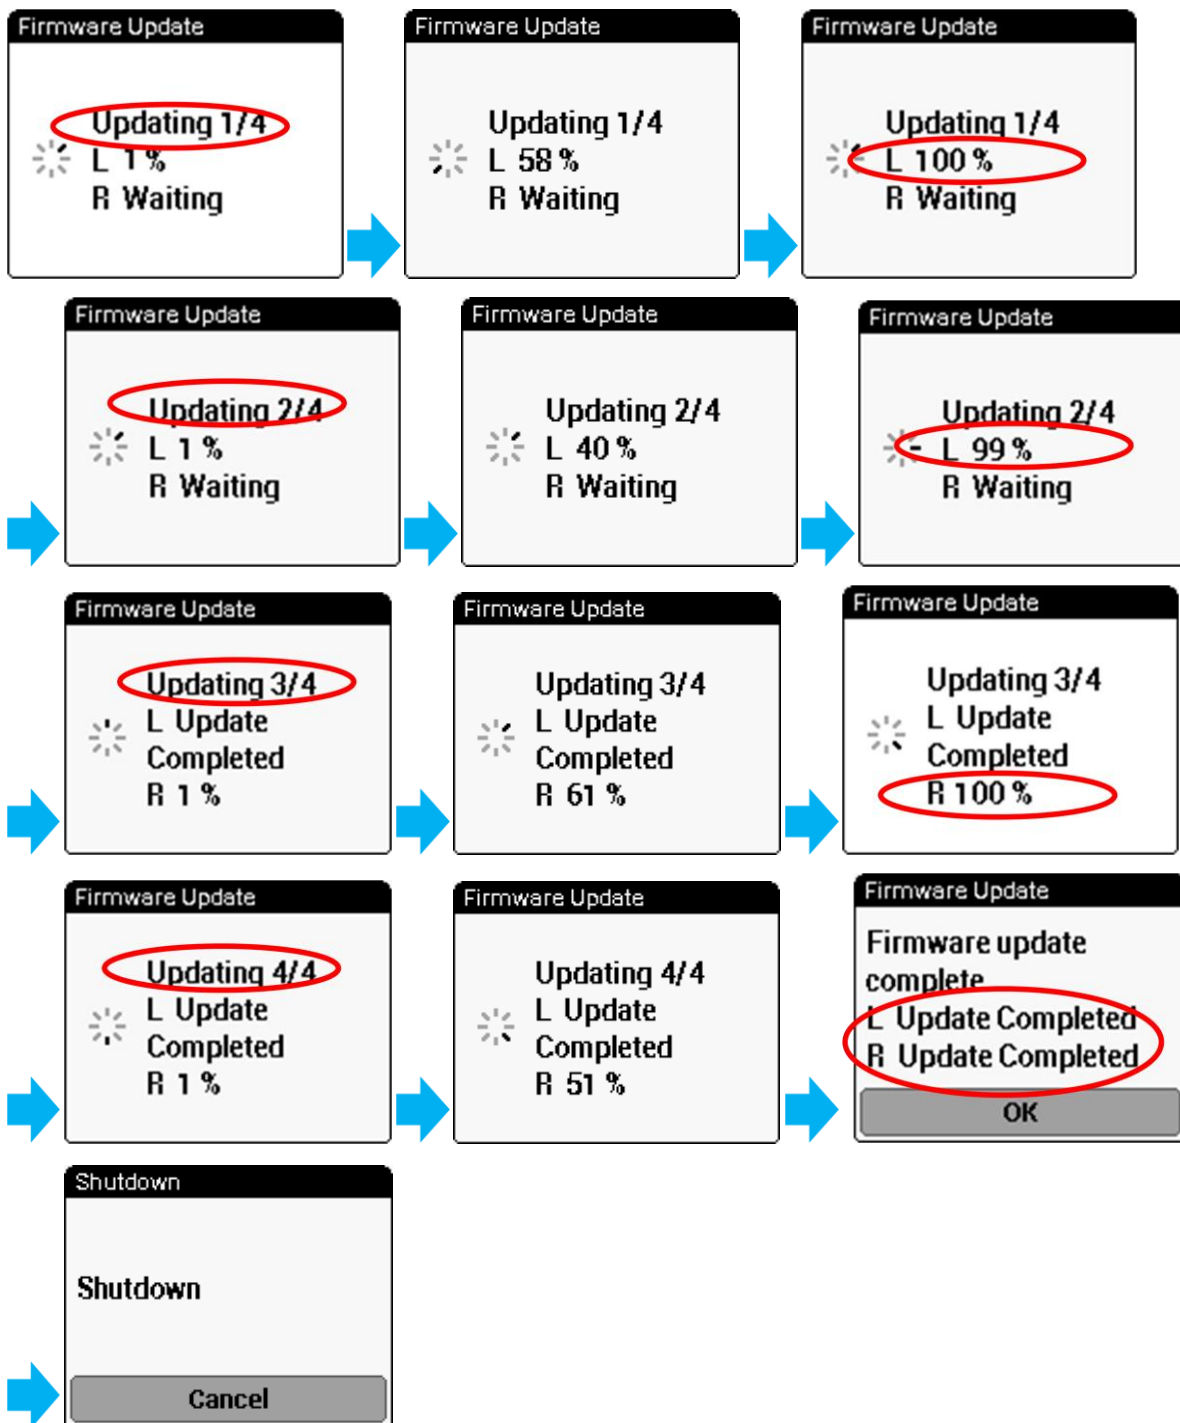 Firmware Update
Updating 1/4
L 1 %
R Waiting
Firmware Update
Updating 1/4
L 58 %
R Waiting
Firmware Update
Updating 1/4
L 100 %
R Waiting
Firmware Update
Updating 2/4
L 1 %
R Waiting
Firmware Update
Updating 2/4
L 40 %
R Waiting
Firmware Update
Updating 2/4
L 99 %
R Waiting
Firmware Update
Updating 3/4
L Update
Completed
R 1 %
Firmware Update
Updating 3/4
L Update
Completed
R 61 %
Firmware Update
Updating 3/4
L Update
Completed
R 100 %
Firmware Update
Updating 4/4
L Update
Completed
R 1 %
Firmware Update
Updating 4/4
L Update
Completed
R 51 %
Firmware Update
Firmware update
complete
L Update Completed
R Update Completed
OK
Shutdown
Shutdown
Cancel